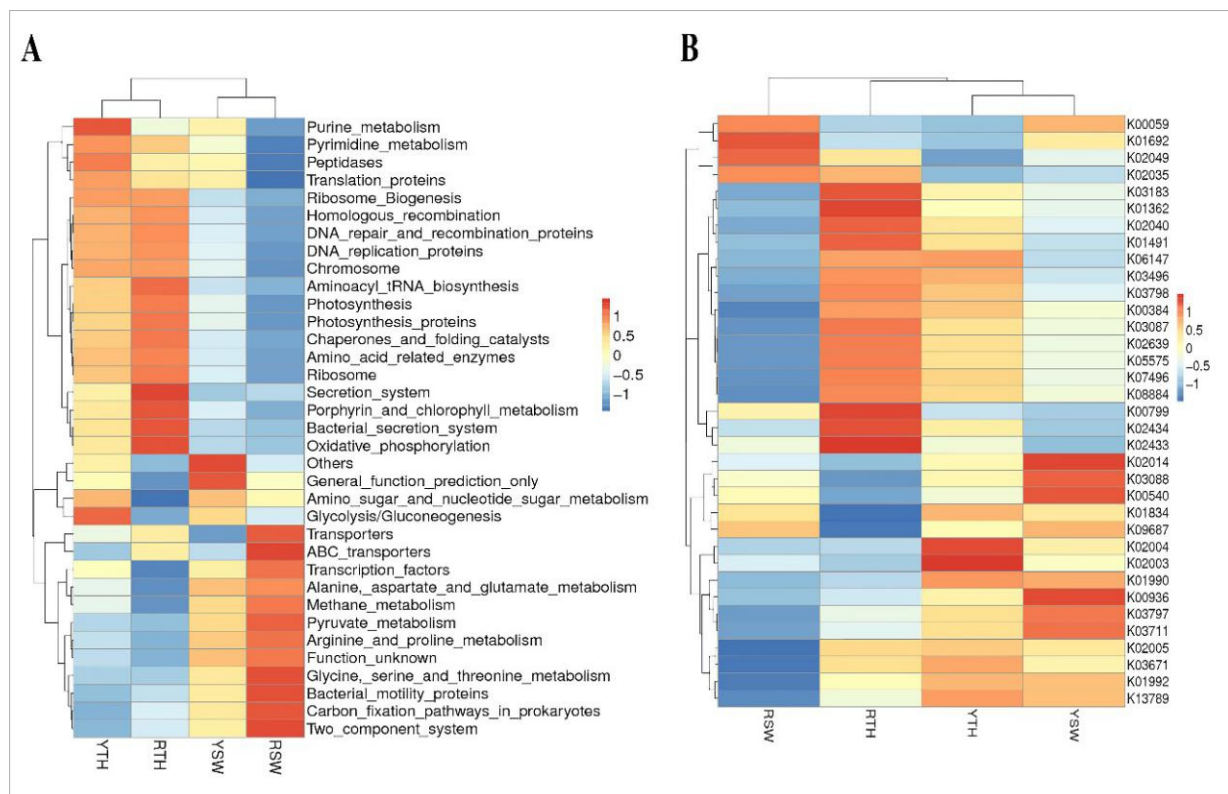 A
Purine_metabolism
Pyrimidine_metabolism
Peptidases
Translation_proteins
Ribosome_Biogenesis
Homologous_recombination
DNA_repair_and_recombination_proteins
DNA_replication_proteins
Chromosome
Aminoacyl_tRNA_biosynthesis
Photosynthesis
Photosynthesis_proteins
Chaperones_and_folding_catalysts
Amino_acid_related_enzymes
Ribosome
Secretion_system
Porphyrin_and_chlorophyll_metabolism
Bacterial_secretion_system
Oxidative_phosphorylation
Others
General_function_prediction_only
Amino_sugar_and_nucleotide_sugar_metabolism
Glycolysis/Gluconeogenesis
Transporters
ABC_transporters
Transcription_factors
Alanine,_aspartate_and_glutamate_metabolism
Methane_metabolism
Pyruvate_metabolism
Arginine_and_proline_metabolism
Function_unknown
Glycine,_serine_and_threonine_metabolism
Bacterial_motility_proteins
Carbon_fixation_pathways_in_prokaryotes
Two_component_system
YTH RTH YSW RSW
1
0.5
0
−0.5
−1
B
K00059
K01692
K02049
K02035
K03183
K01362
K02040
K01491
K06147
K03496
K03798
K00384
K03087
K02639
K05575
K07496
K08884
K00799
K02434
K02433
K02014
K03088
K00540
K01834
K09687
K02004
K02003
K01990
K00936
K03797
K03711
K02005
K03671
K01992
K13789
RSW RTH YTH YSW
1
0.5
0
−0.5
−1